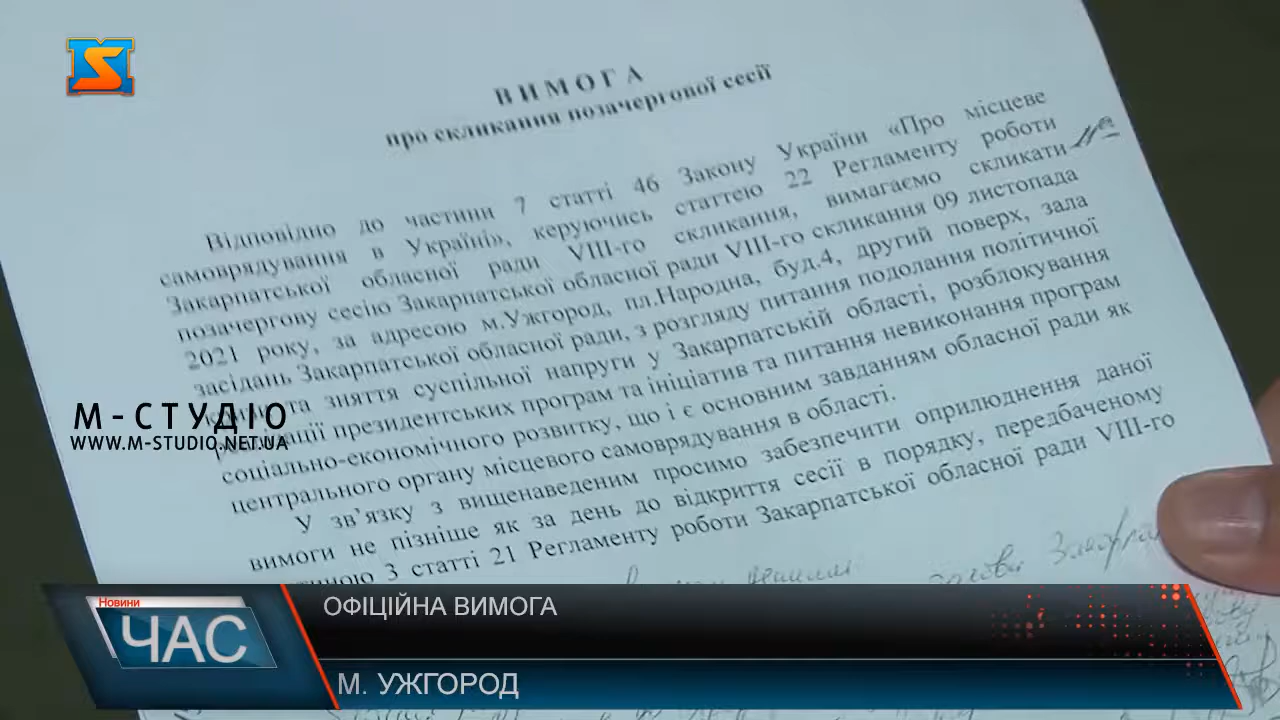 ВИМОГА
про скликання позачергової сесії
Відповідно до частини 7 статті 46 Закону України «Про місцеве
самоврядування в Україні», керуючись статтею 22 Регламенту роботи
Закарпатської обласної ради VIII-го скликання, вимагаємо скликати
позачергову сесію Закарпатської обласної ради VIII-го скликання 09 листопада
2021 року, за адресою м.Ужгород, пл.Народна, буд.4, другий поверх, зала
засідань Закарпатської обласної ради, з розгляду питання подолання політичної
та зняття суспільної напруги у Закарпатській області, розблокування
президентських програм та ініціатив та питання невиконання програм
соціально-економічного розвитку, що і є основним завданням обласної ради як
центрального органу місцевого самоврядування в області.
У зв’язку з вищенаведеним просимо забезпечити оприлюднення даної
вимоги не пізніше як за день до відкриття сесії в порядку, передбаченому
3 статті 21 Регламенту роботи Закарпатської обласної ради VIII-го
М-СТУДІО
WWW.M-STUDIO.NET.UA
Новини
ЧАС
ОФІЦІЙНА ВИМОГА
М. УЖГОРОД